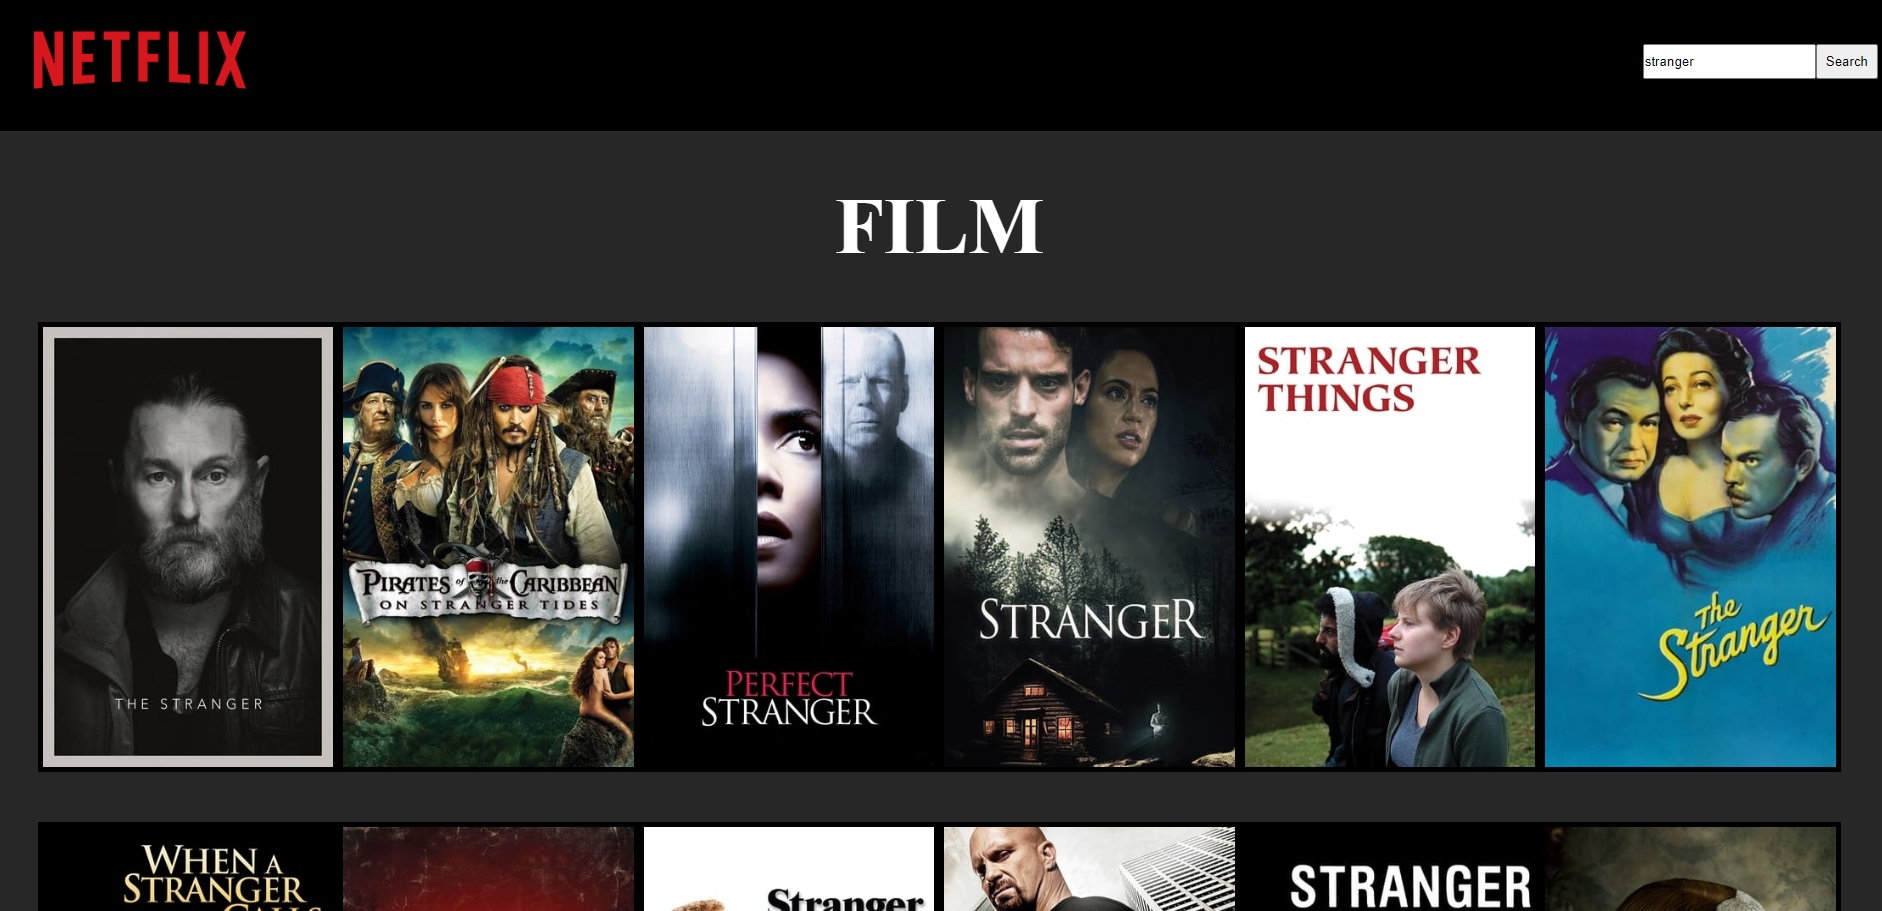 NETFLIX
stranger
Search
FILM
THE STRANGER
PIRATES of the CARIBBEAN
ON STRANGER TIDES
PERFECT
STRANGER
STRANGER
STRANGER
THINGS
The
Stranger
WHEN A
STRANGER
CALLS
Stranger
STRANGER